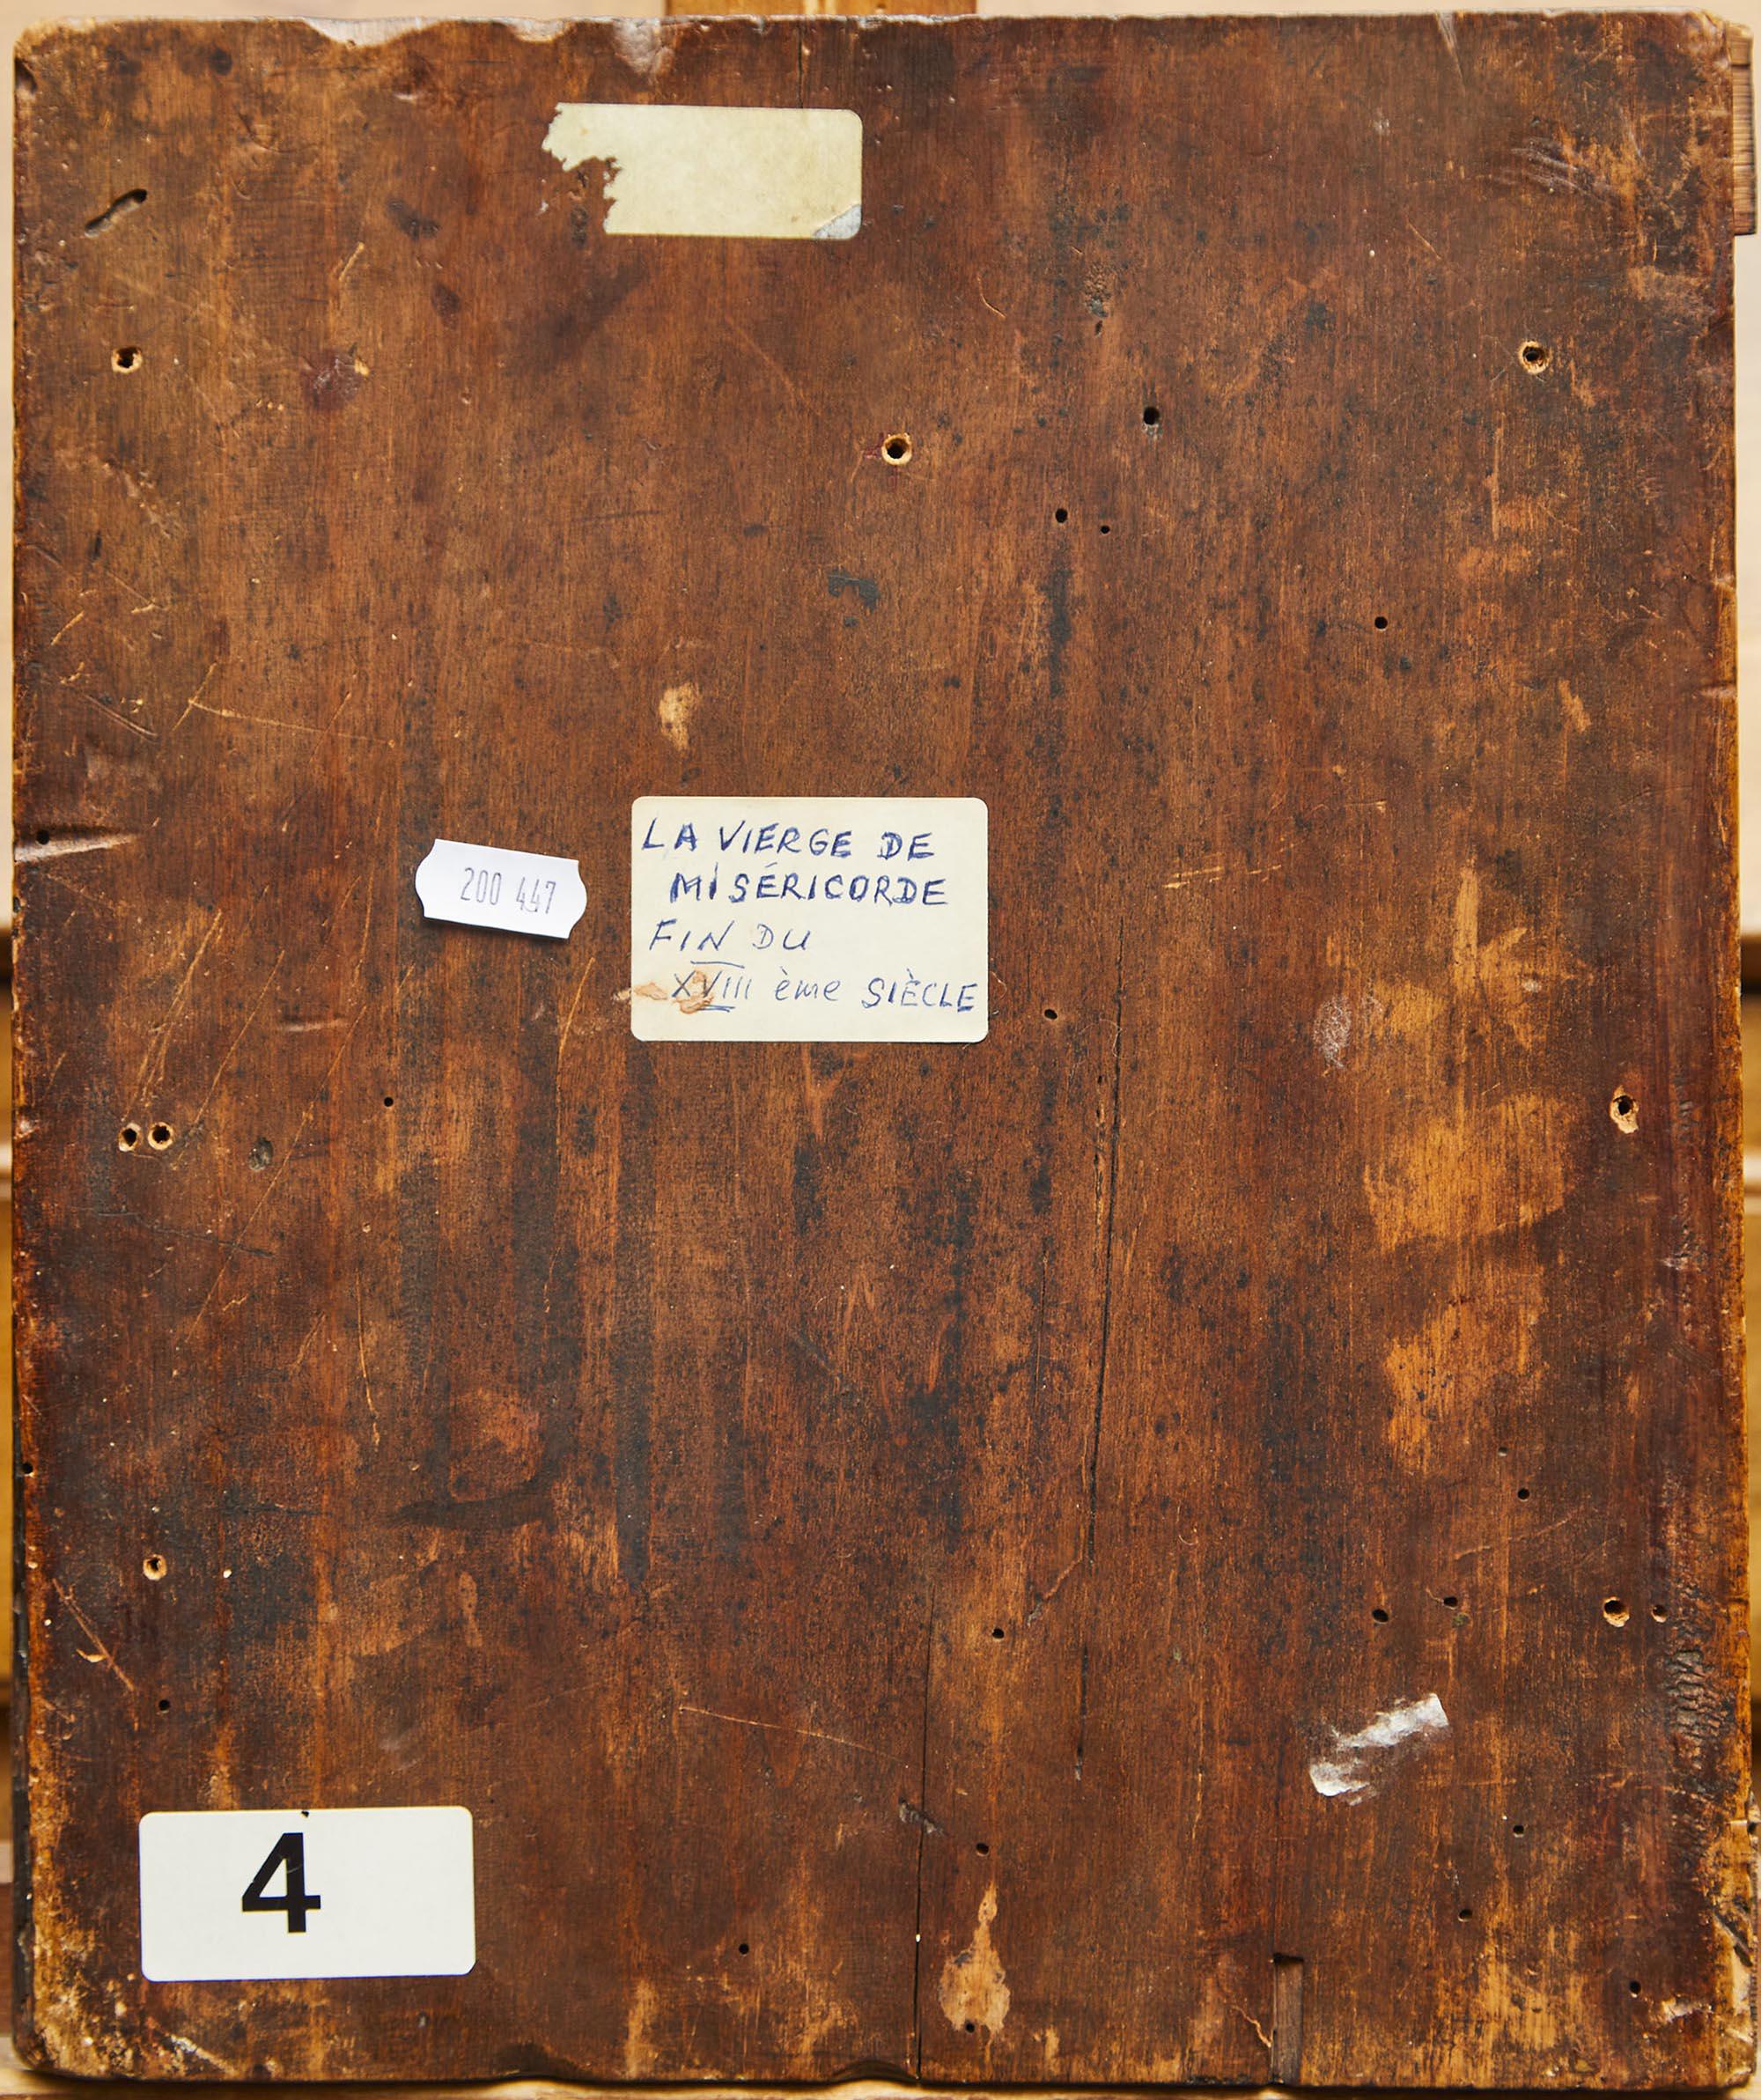 LA VIERGE DE
MISÉRICORDE
FIN DU
XVIII ème SIÈCLE
200 447
4